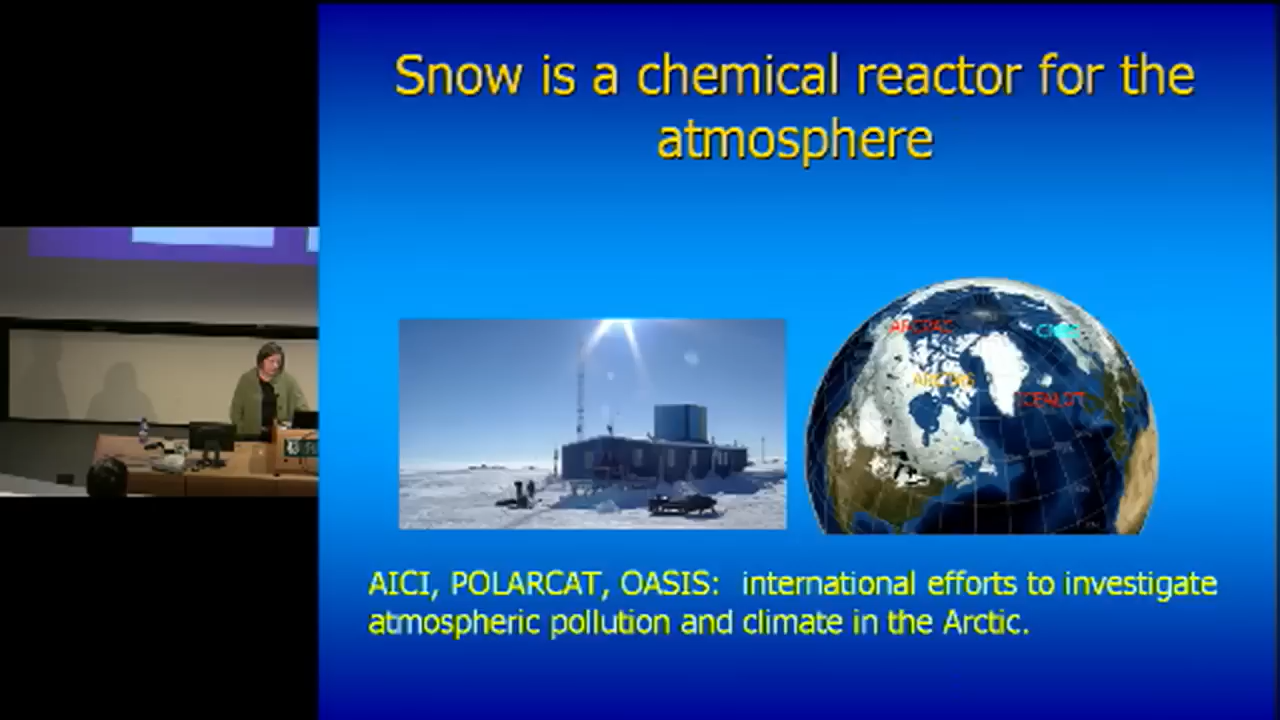 Snow is a chemical reactor for the
atmosphere
ARCPAC
ARCTAS
ICEALOT
AICI, POLARCAT, OASIS: international efforts to investigate
atmospheric pollution and climate in the Arctic.